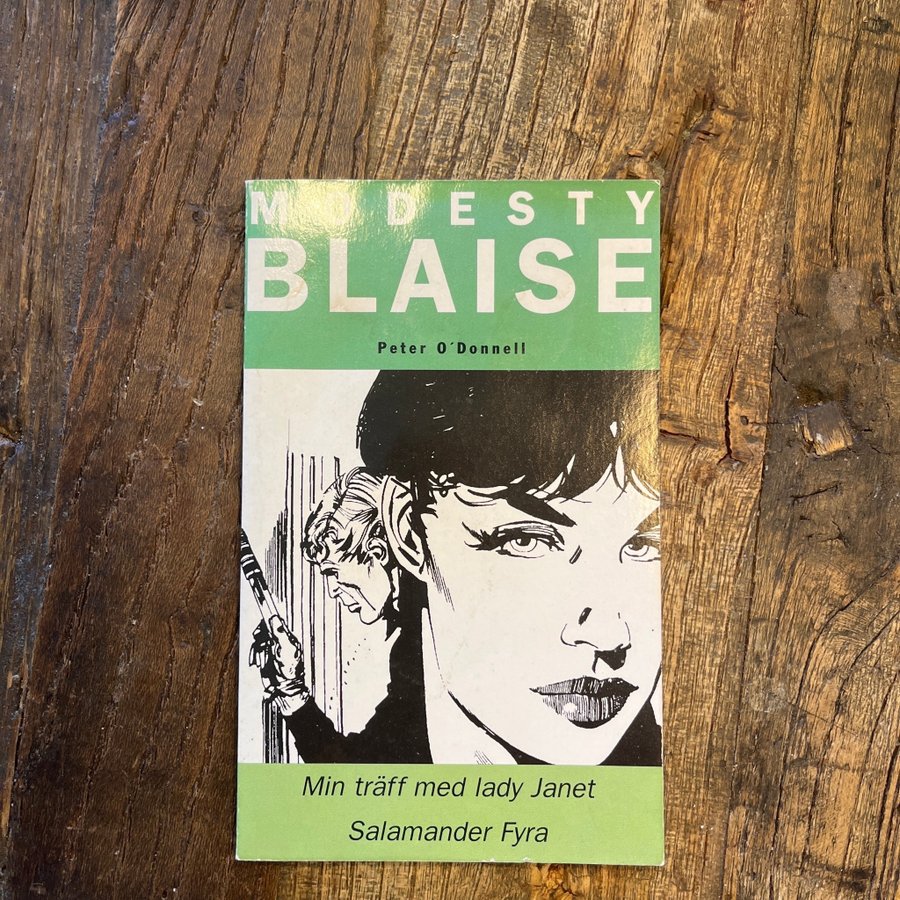 MODESTY
BLAISE
Peter O´Donnell
Min träff med lady Janet
Salamander Fyra